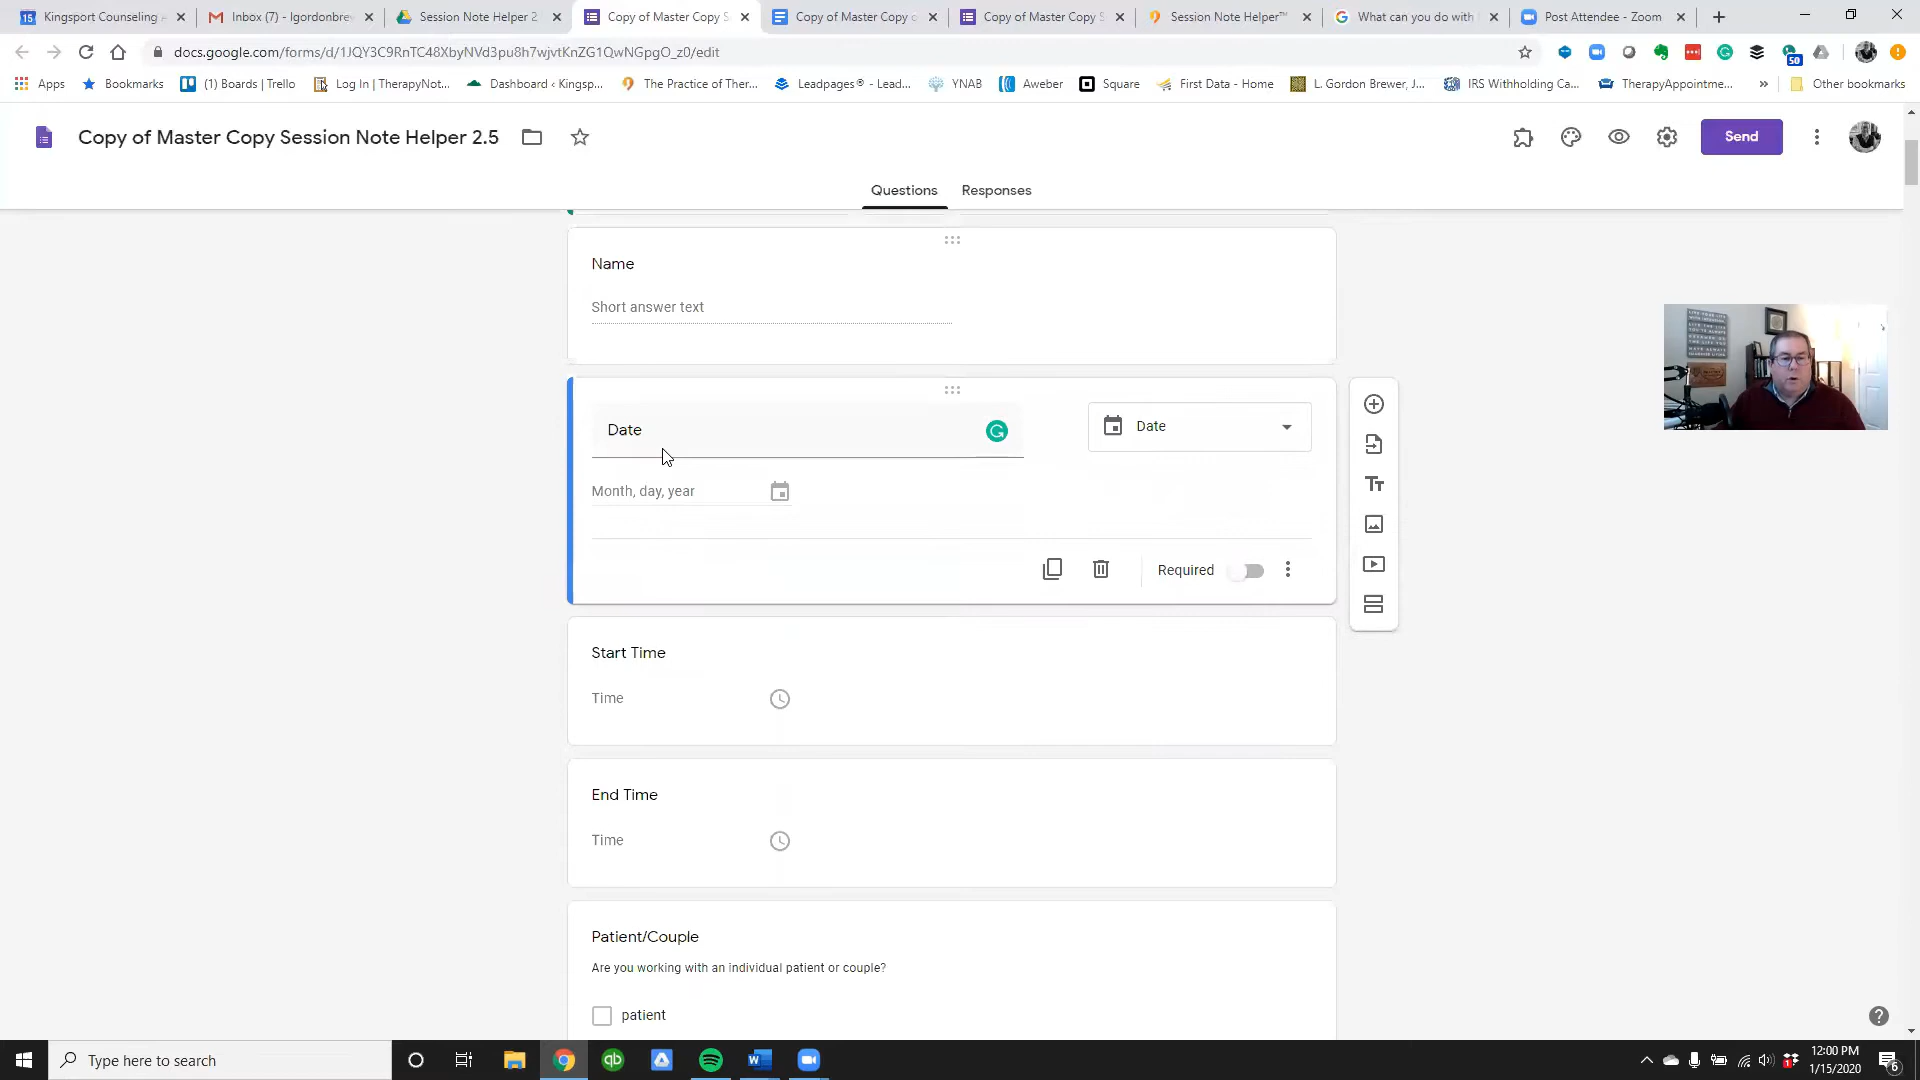 15 Kingsport Counseling
Inbox (7) - lgordonbrew
Session Note Helper 2
Copy of Master Copy S
Copy of Master Copy o
Copy of Master Copy S
Session Note Helper™
What can you do with
Post Attendee - Zoom
docs.google.com/forms/d/1JQY3C9RnTC48XbyNVd3pu8h7wjvtKnZG1QwNGpgO_z0/edit
50
Apps
Bookmarks
(1) Boards | Trello
Log In | TherapyNot...
Dashboard ‹ Kingsp...
The Practice of Ther...
Leadpages® - Lead...
YNAB
Aweber
Square
First Data - Home
L. Gordon Brewer, J...
IRS Withholding Ca...
TherapyAppointme...
»
Other bookmarks
Copy of Master Copy Session Note Helper 2.5
Send
Questions
Responses
Name
Short answer text
Date
Date
Month, day, year
Required
Start Time
Time
End Time
Time
Patient/Couple
Are you working with an individual patient or couple?
patient
Type here to search
12:00 PM
1/15/2020
6